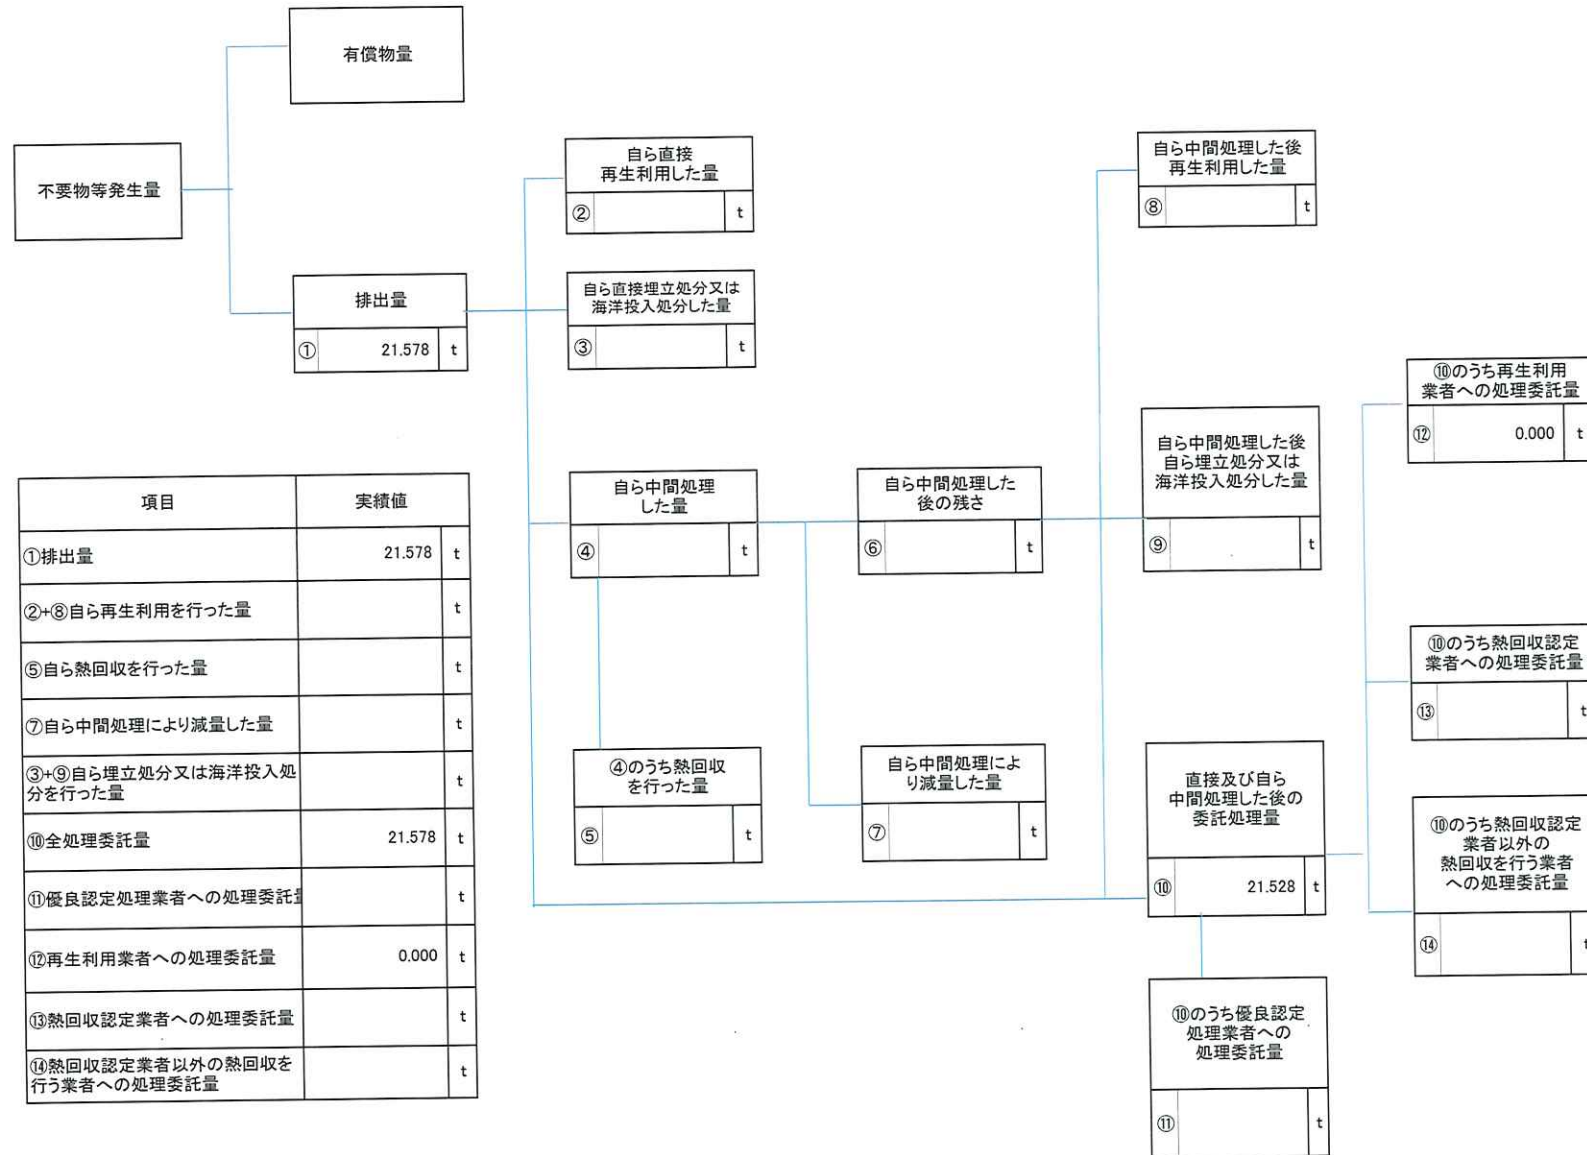 有償物量
不要物等発生量
排出量
① 21.578 t
自ら直接
再生利用した量
② t
自ら直接埋立処分又は
海洋投入処分した量
③ t
自ら中間処理
した量
④ t
④のうち熱回収
を行った量
⑤ t
自ら中間処理した
後の残さ
⑥ t
自ら中間処理によ
り減量した量
⑦ t
自ら中間処理した後
再生利用した量
⑧ t
自ら中間処理した後
自ら埋立処分又は
海洋投入処分した量
⑨ t
直接及び自ら
中間処理した後の
委託処理量
⑩ 21.528 t
⑩のうち優良認定
処理業者への
処理委託量
⑪ t
⑩のうち再生利用
業者への処理委託量
⑫ 0.000 t
⑩のうち熱回収認定
業者への処理委託量
⑬ t
⑩のうち熱回収認定
業者以外の
熱回収を行う業者
への処理委託量
⑭ t
項目 実績値
①排出量 21.578 t
②+⑧自ら再生利用を行った量 t
⑤自ら熱回収を行った量 t
⑦自ら中間処理により減量した量 t
③+⑨自ら埋立処分又は海洋投入処
分を行った量 t
⑩全処理委託量 21.578 t
⑪優良認定処理業者への処理委託量 t
⑫再生利用業者への処理委託量 0.000 t
⑬熱回収認定業者への処理委託量 t
⑭熱回収認定業者以外の熱回収を
行う業者への処理委託量 t